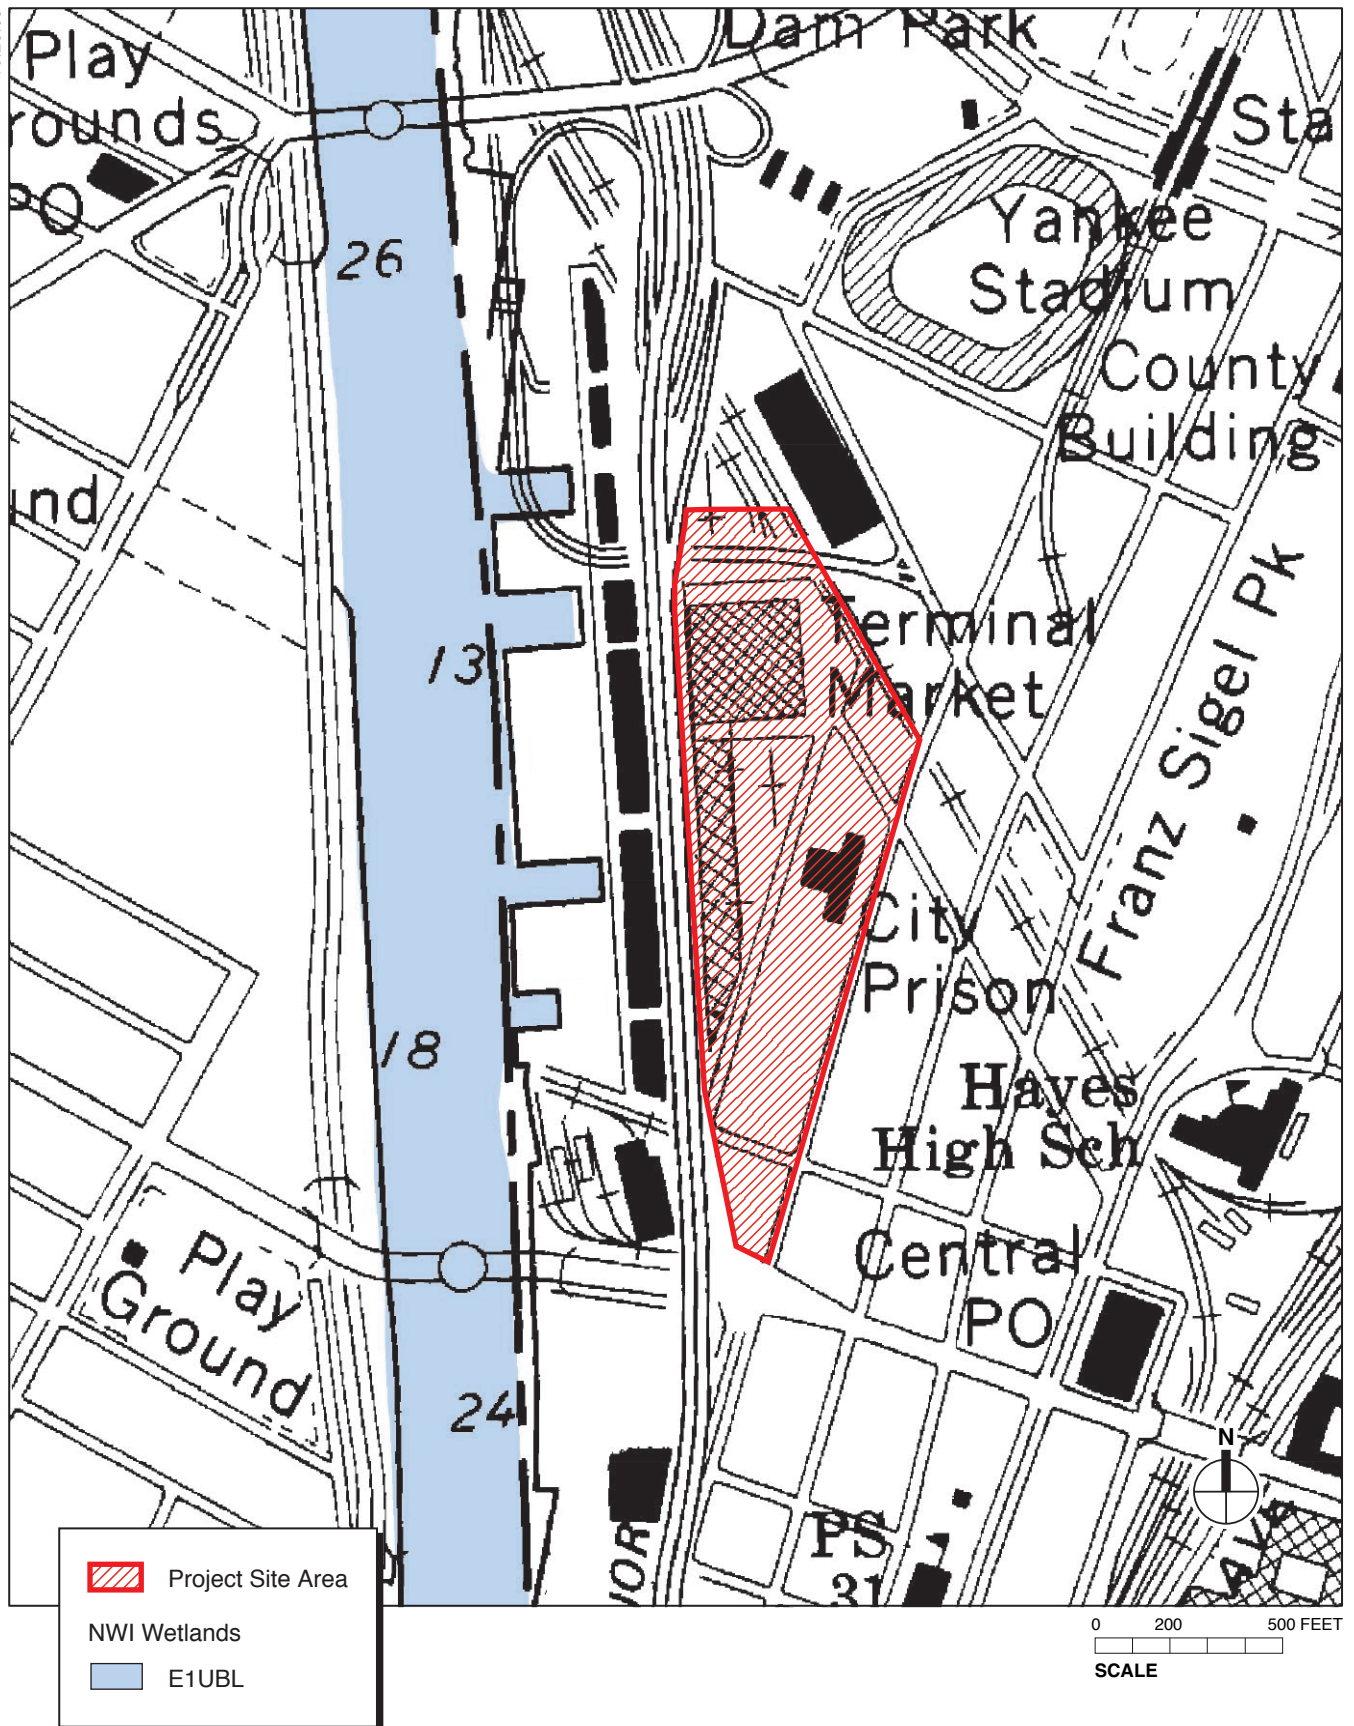 Dam Park
Play
rounds
PO
Sta
Yankee
Stadium
26
County
Building
und
Terminal
Market
13
Franz Sigel Pk
City
Prison
18
Hayes
High Sch
Play
Ground
Central
PO
24
N
PS
31
Ave
Project Site Area
NWI Wetlands
E1UBL
0 200 500 FEET
SCALE